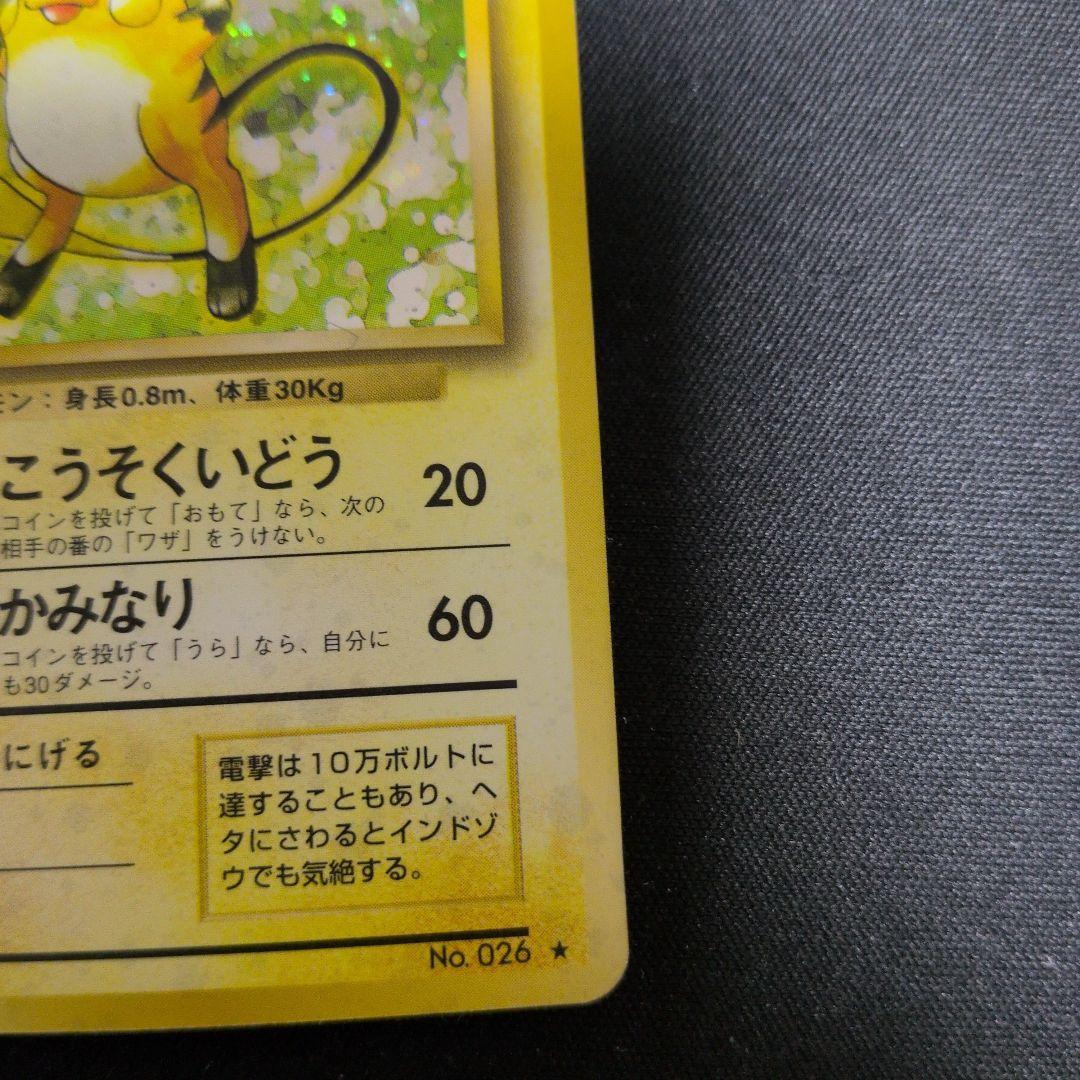 モン：身長0.8m、体重30Kg
こうそくいどう 20
コインを投げて「おもて」なら、次の
相手の番の「ワザ」をうけない。
かみなり 60
コインを投げて「うら」なら、自分に
も30ダメージ。
にげる
電撃は10万ボルトに
達することもあり、ヘ
タにさわるとインドゾ
ウでも気絶する。
No. 026 ★